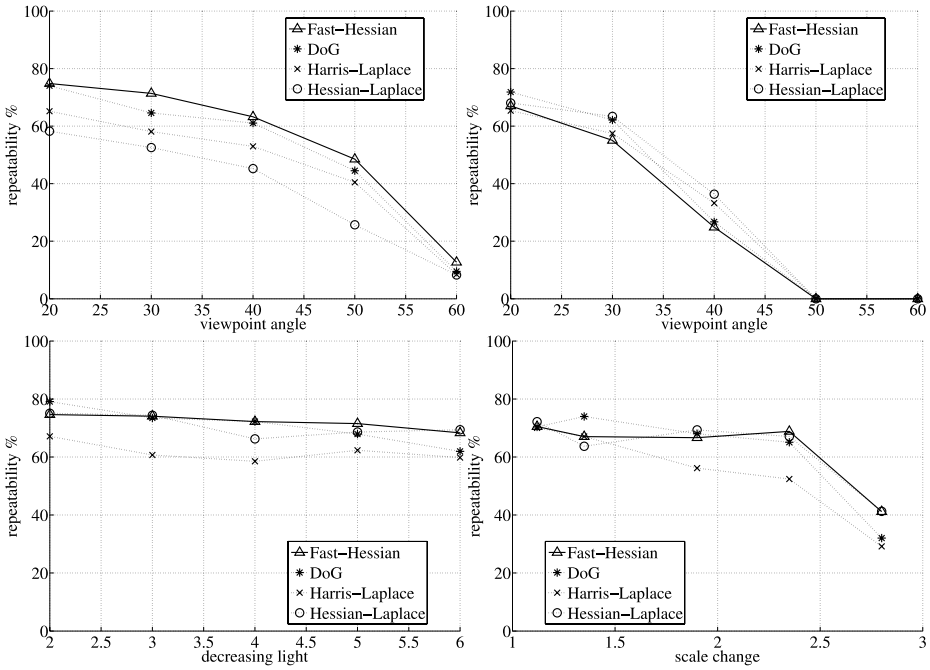 100
80
60
40
20
0
repeatability %
Fast−Hessian
DoG
Harris−Laplace
Hessian−Laplace
20 25 30 35 40 45 50 55 60
viewpoint angle
100
80
60
40
20
0
repeatability %
Fast−Hessian
DoG
Harris−Laplace
Hessian−Laplace
20 25 30 35 40 45 50 55 60
viewpoint angle
100
80
60
40
20
0
repeatability %
Fast−Hessian
DoG
Harris−Laplace
Hessian−Laplace
2 2.5 3 3.5 4 4.5 5 5.5 6
decreasing light
100
80
60
40
20
0
repeatability %
Fast−Hessian
DoG
Harris−Laplace
Hessian−Laplace
1 1.5 2 2.5 3
scale change